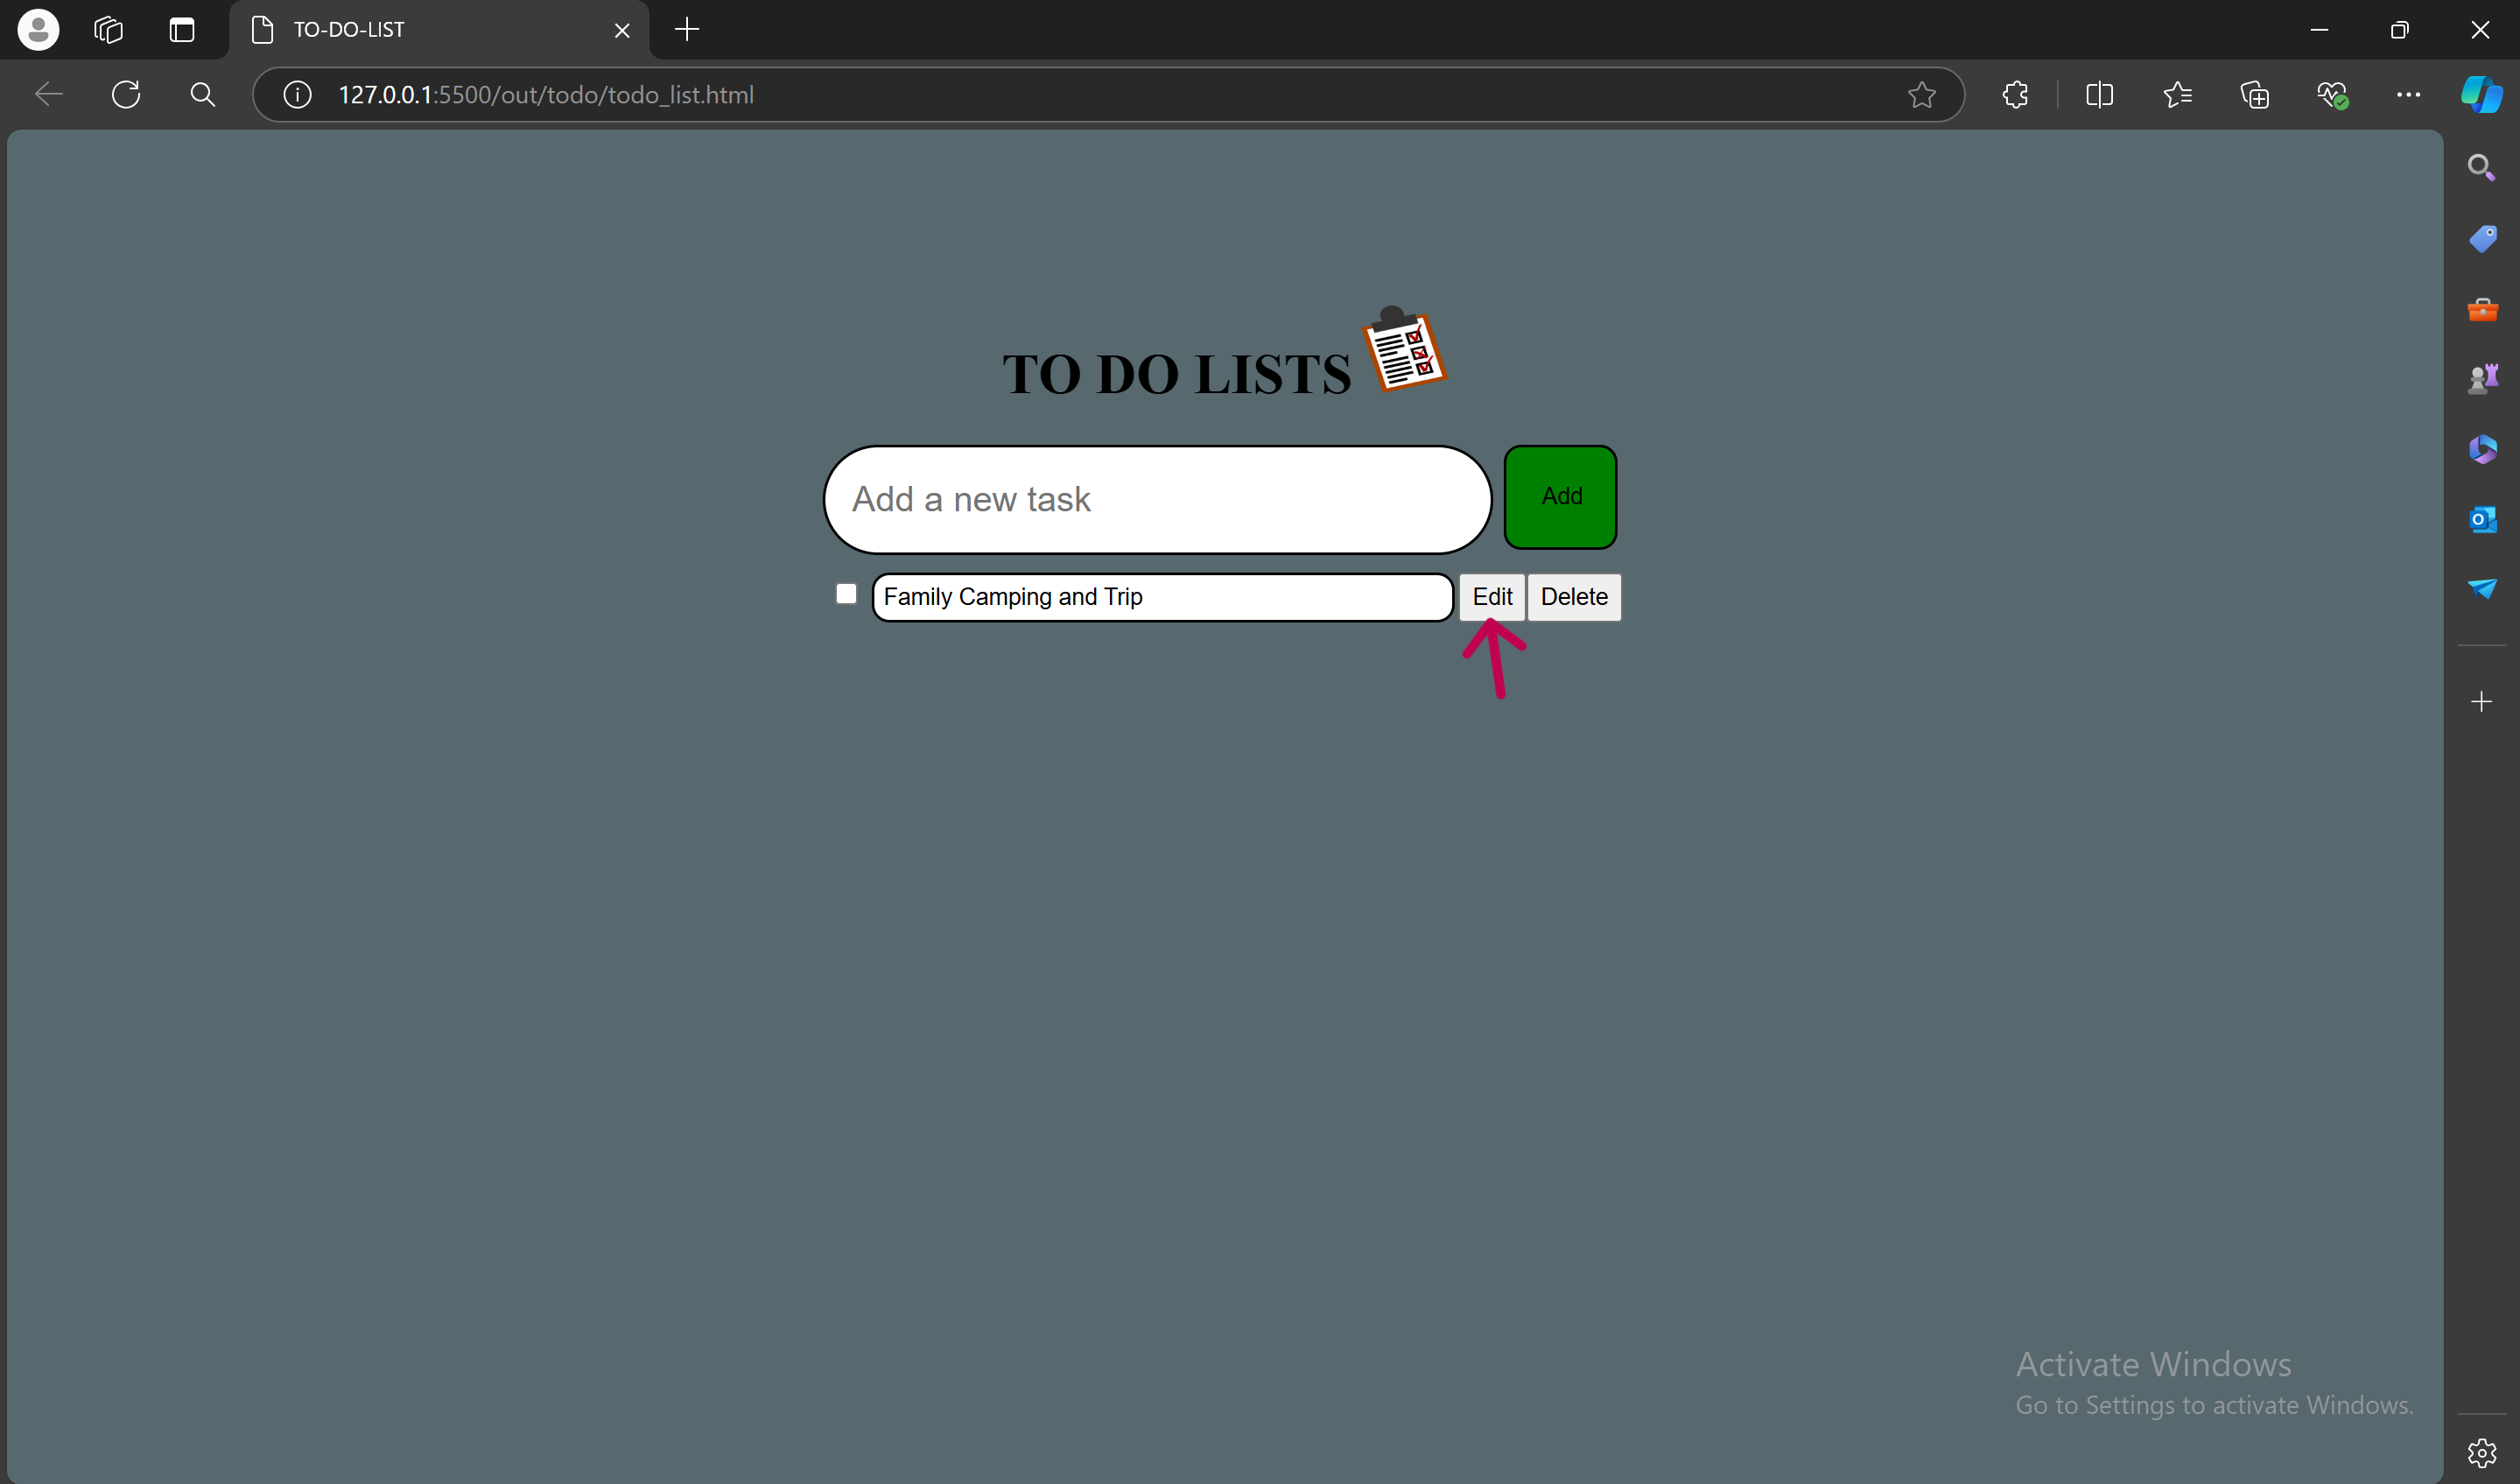 TO-DO-LIST
127.0.0.1:5500/out/todo/todo_list.html
TO DO LISTS
Add a new task
Add
Family Camping and Trip
Edit
Delete
Activate Windows
Go to Settings to activate Windows.